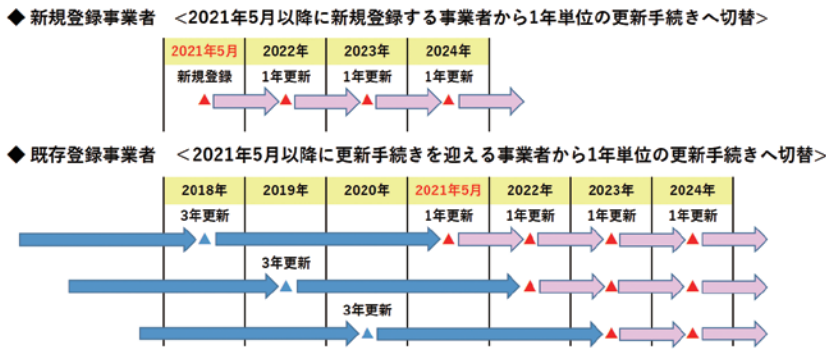 ◆ 新規登録事業者 <2021年5月以降に新規登録する事業者から1年単位の更新手続きへ切替>
2021年5月 2022年 2023年 2024年
新規登録 1年更新 1年更新 1年更新
◆ 既存登録事業者 <2021年5月以降に更新手続きを迎える事業者から1年単位の更新手続きへ切替>
2018年 2019年 2020年 2021年5月 2022年 2023年 2024年
3年更新 1年更新 1年更新 1年更新 1年更新
3年更新
3年更新